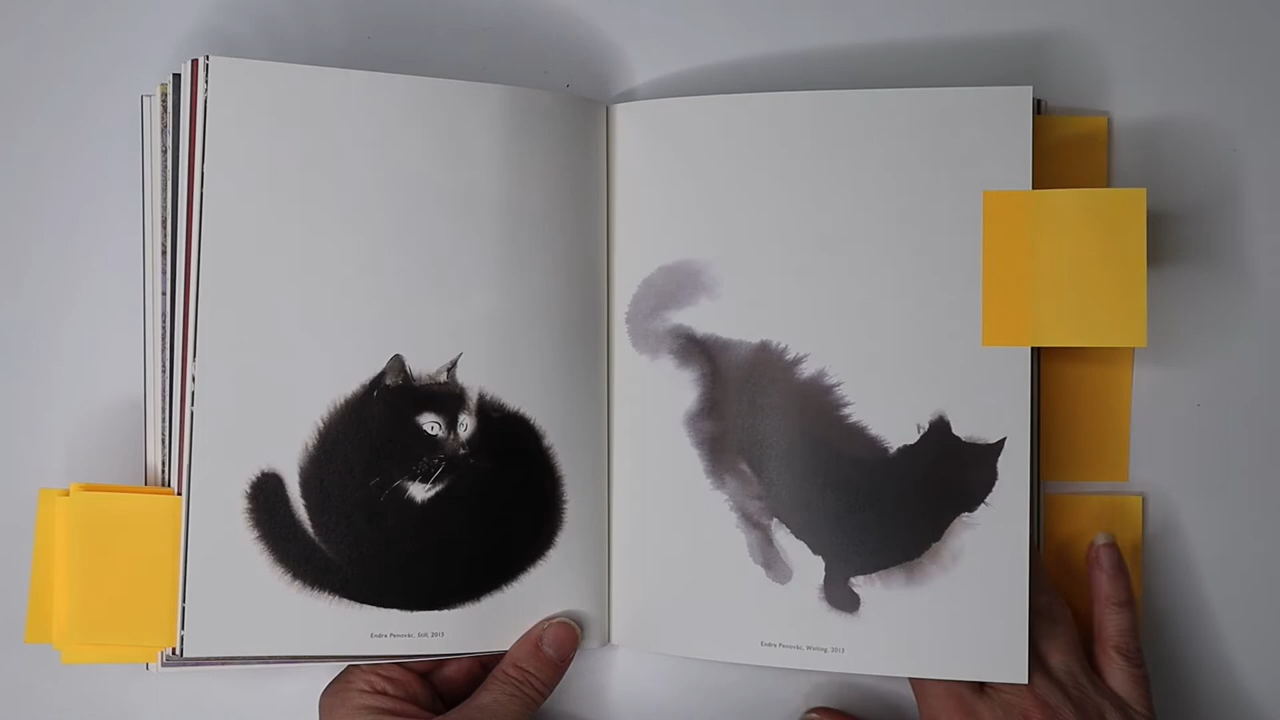 Endre Penovác, Still, 2013
Endre Penovác, Waiting, 2013